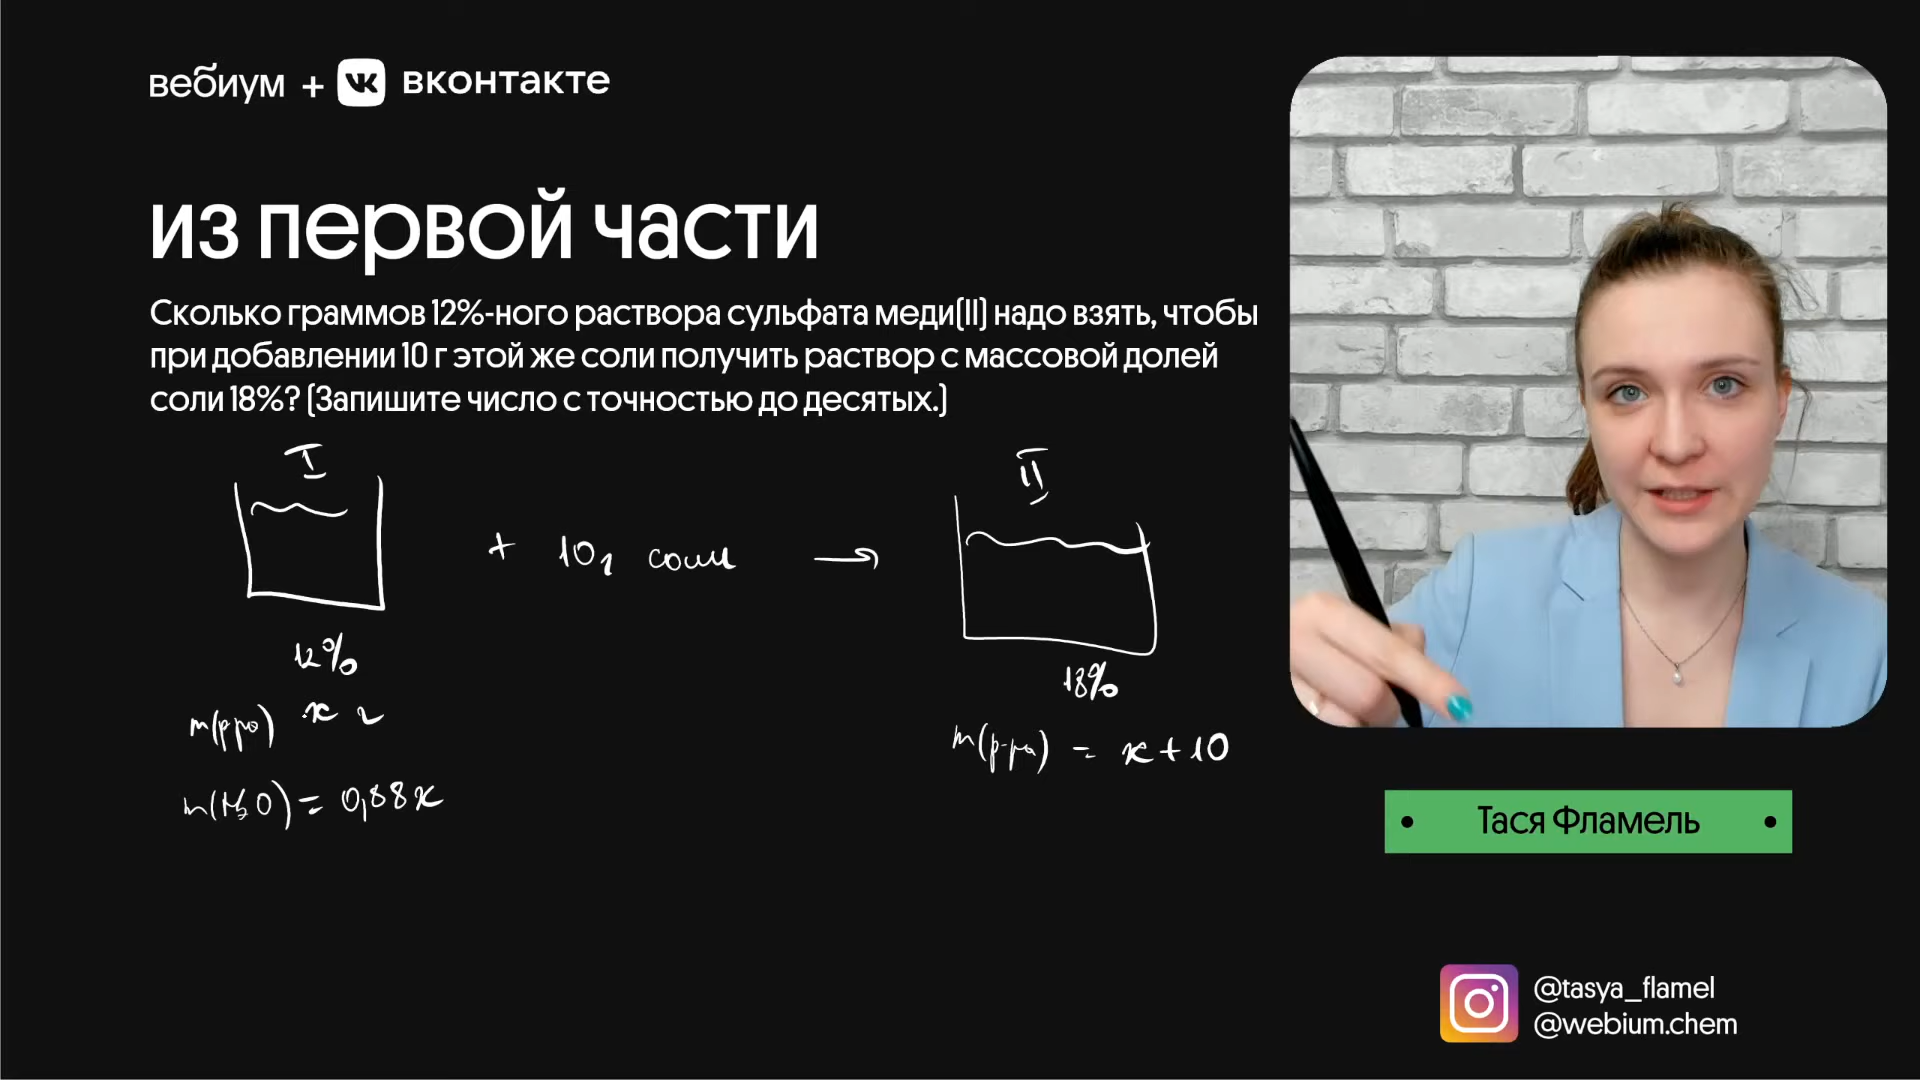 вебиум + вконтакте
из первой части
Сколько граммов 12%-ного раствора сульфата меди(II) надо взять, чтобы
при добавлении 10 г этой же соли получить раствор с массовой долей
соли 18%? (Запишите число с точностью до десятых.)
I
II
+ 10 г соли →
12%
18%
m(р-ра) x г
m(р-ра) = x + 10
m(H₂O) = 0,88x
Тася Фламель
@tasya_flamel
@webium.chem